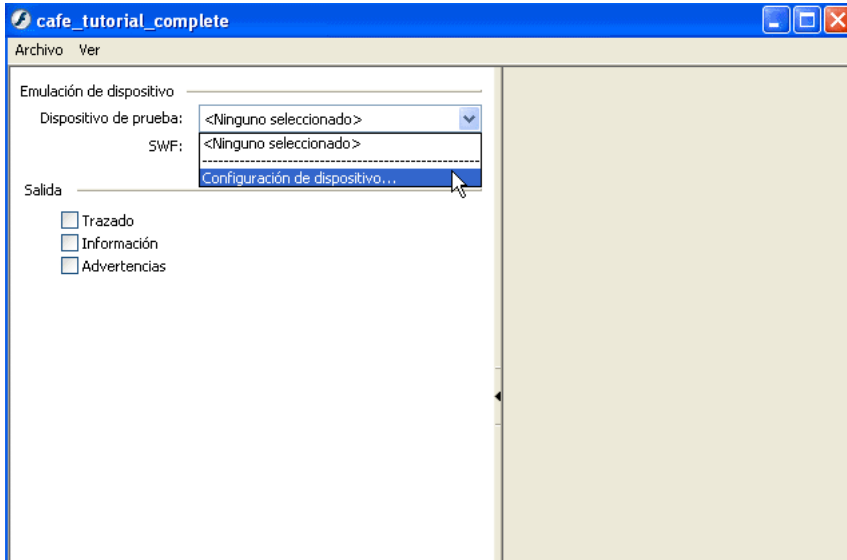 cafe_tutorial_complete
Archivo Ver
Emulación de dispositivo
Dispositivo de prueba: <Ninguno seleccionado>
SWF: <Ninguno seleccionado>
Configuración de dispositivo...
Salida
Trazado
Información
Advertencias